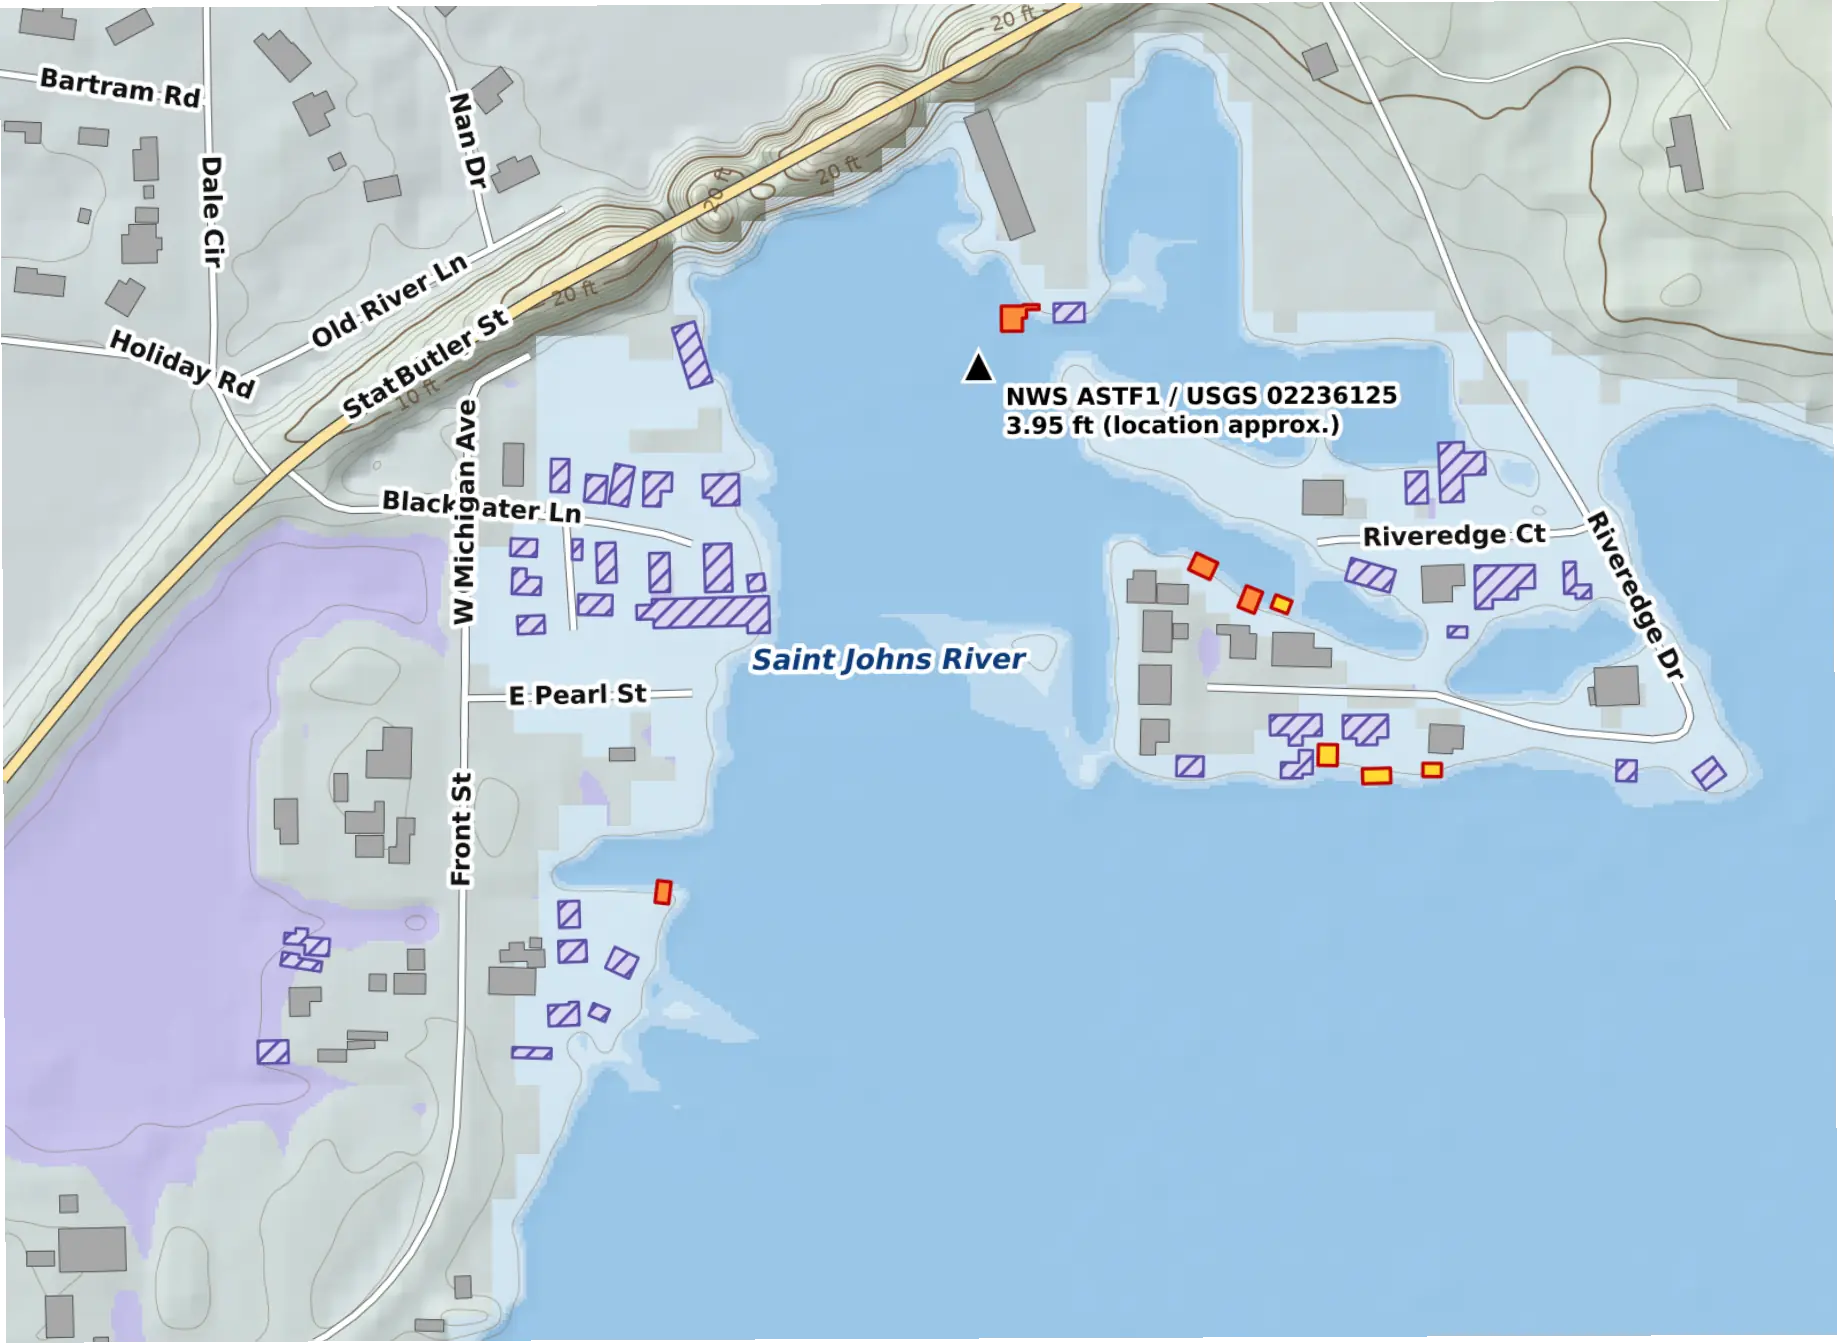 20 ft
Bartram Rd
Nan Dr
20 ft
20 ft
Dale Cir
Old River Ln
20 ft
StatButler St
Holiday Rd
10 ft
NWS ASTF1 / USGS 02236125
3.95 ft (location approx.)
W Michigan Ave
Blackwater Ln
Riveredge Ct
Riveredge Dr
Saint Johns River
E Pearl St
Front St